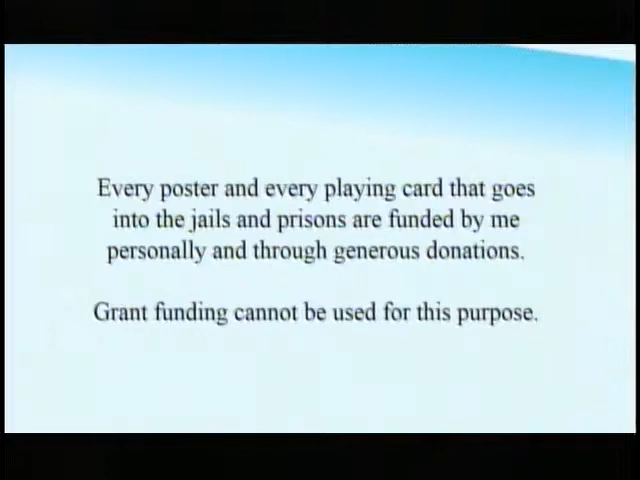 Every poster and every playing card that goes
into the jails and prisons are funded by me
personally and through generous donations.
Grant funding cannot be used for this purpose.